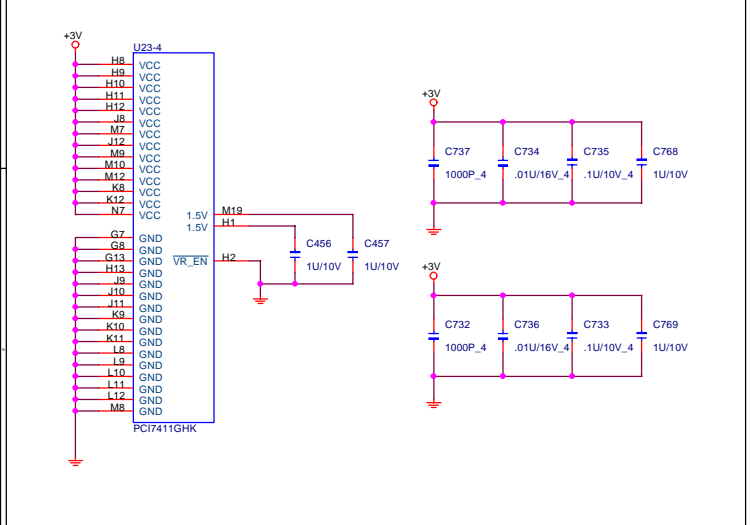 +3V
U23-4
H8 VCC
H9 VCC
H10 VCC
H11 VCC
H12 VCC
J8 VCC
M7 VCC
J12 VCC
M9 VCC
M10 VCC
M12 VCC
K8 VCC
K12 VCC
N7 VCC
1.5V M19
1.5V H1
G7 GND
G8 GND
G13 GND
VR_EN H2
H13 GND
J9 GND
J10 GND
J11 GND
K9 GND
K10 GND
K11 GND
L8 GND
L9 GND
L10 GND
L11 GND
L12 GND
M8 GND
PCI7411GHK
C456
1U/10V
C457
1U/10V
+3V
C737
1000P_4
C734
.01U/16V_4
C735
.1U/10V_4
C768
1U/10V
+3V
C732
1000P_4
C736
.01U/16V_4
C733
.1U/10V_4
C769
1U/10V